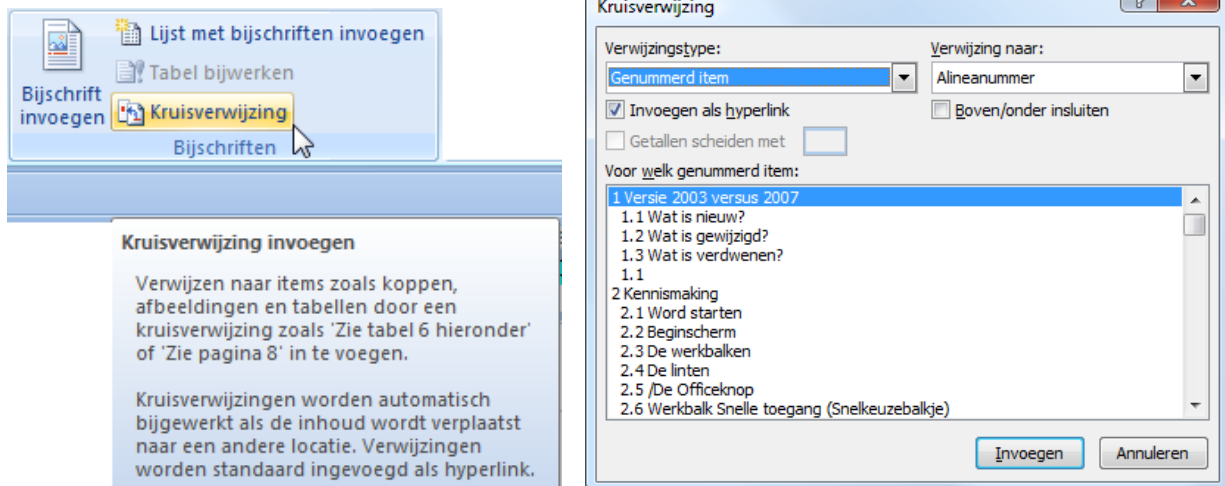 Lijst met bijschriften invoegen
Tabel bijwerken
Bijschrift
invoegen
Kruisverwijzing
Bijschriften
Kruisverwijzing invoegen
Verwijzen naar items zoals koppen,
afbeeldingen en tabellen door een
kruisverwijzing zoals 'Zie tabel 6 hieronder'
of 'Zie pagina 8' in te voegen.
Kruisverwijzingen worden automatisch
bijgewerkt als de inhoud wordt verplaatst
naar een andere locatie. Verwijzingen
worden standaard ingevoegd als hyperlink.
Kruisverwijzing
Verwijzingstype:
Verwijzing naar:
Genummerd item
Alineanummer
Invoegen als hyperlink
Boven/onder insluiten
Getallen scheiden met
Voor welk genummerd item:
1 Versie 2003 versus 2007
1.1 Wat is nieuw?
1.2 Wat is gewijzigd?
1.3 Wat is verdwenen?
1.1
2 Kennismaking
2.1 Word starten
2.2 Beginscherm
2.3 De werkbalken
2.4 De linten
2.5 /De Officeknop
2.6 Werkbalk Snelle toegang (Snelkeuzebalkje)
Invoegen
Annuleren